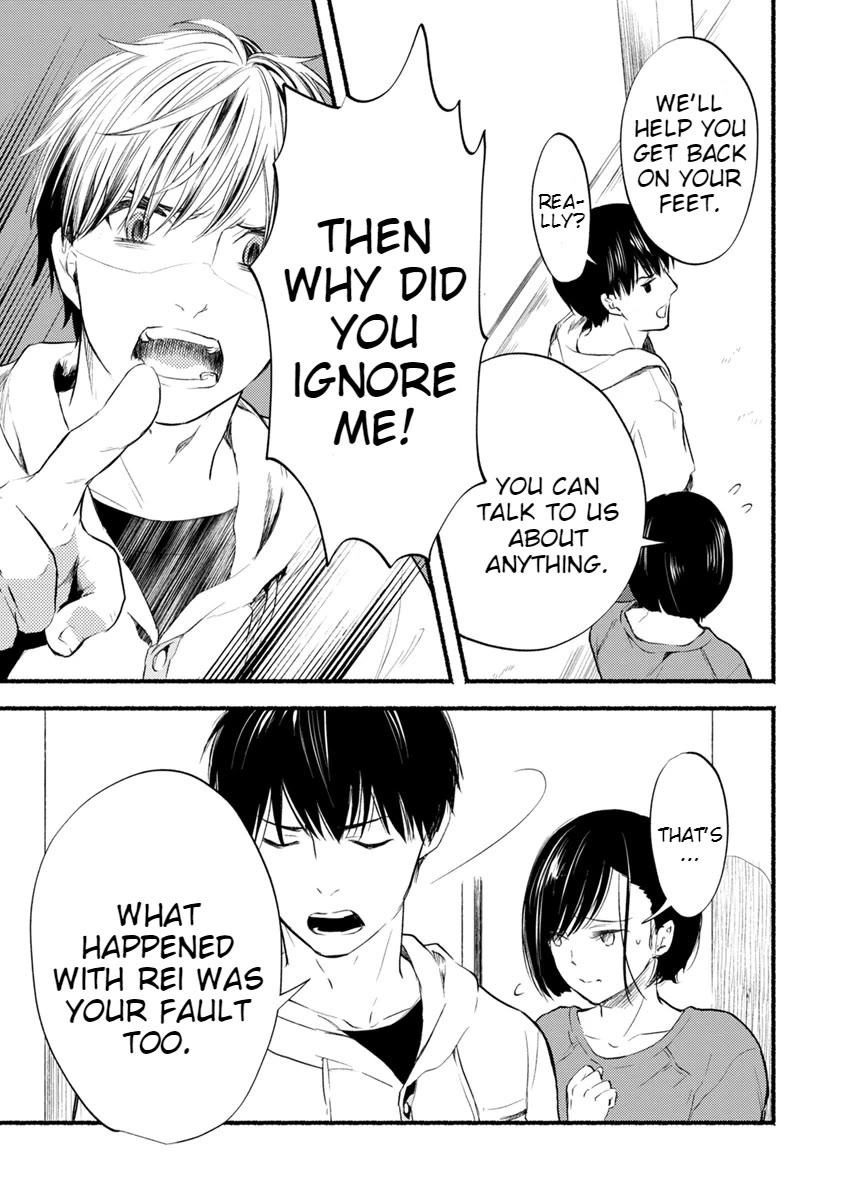 WE'LL
HELP YOU
GET BACK
ON YOUR
FEET.
REA-
LLY?
YOU CAN
TALK TO US
ABOUT
ANYTHING.
THEN
WHY DID
YOU
IGNORE
ME!
THAT'S
...
WHAT
HAPPENED
WITH REI WAS
YOUR FAULT
TOO.